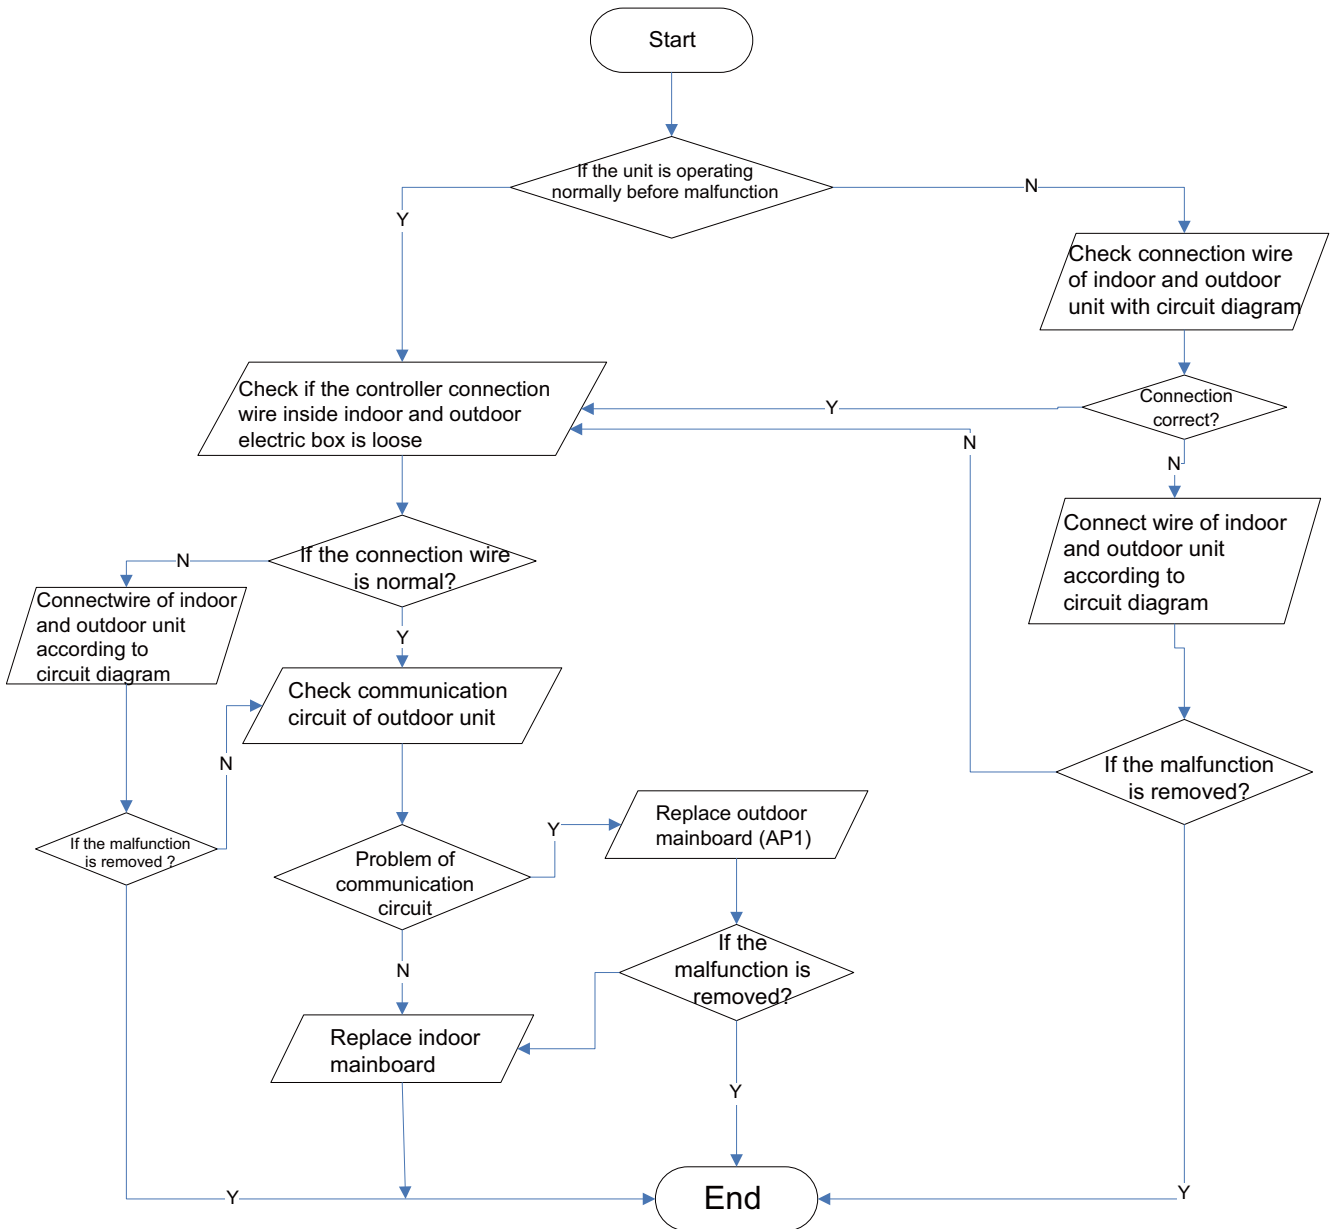 Start
If the unit is operating
normally before malfunction
Y
N
Check connection wire
of indoor and outdoor
unit with circuit diagram
Check if the controller connection
wire inside indoor and outdoor
electric box is loose
Y
Connection
correct?
N
N
Connect wire of indoor
and outdoor unit
according to
circuit diagram
If the connection wire
is normal?
N
Connectwire of indoor
and outdoor unit
according to
circuit diagram
Y
Check communication
circuit of outdoor unit
N
If the malfunction
is removed?
Replace outdoor
mainboard (AP1)
Y
If the malfunction
is removed ?
Problem of
communication
circuit
If the
malfunction is
removed?
N
Replace indoor
mainboard
Y
Y
End
Y